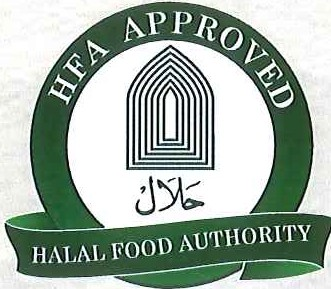 HFA APPROVED
حلال
HALAL FOOD AUTHORITY